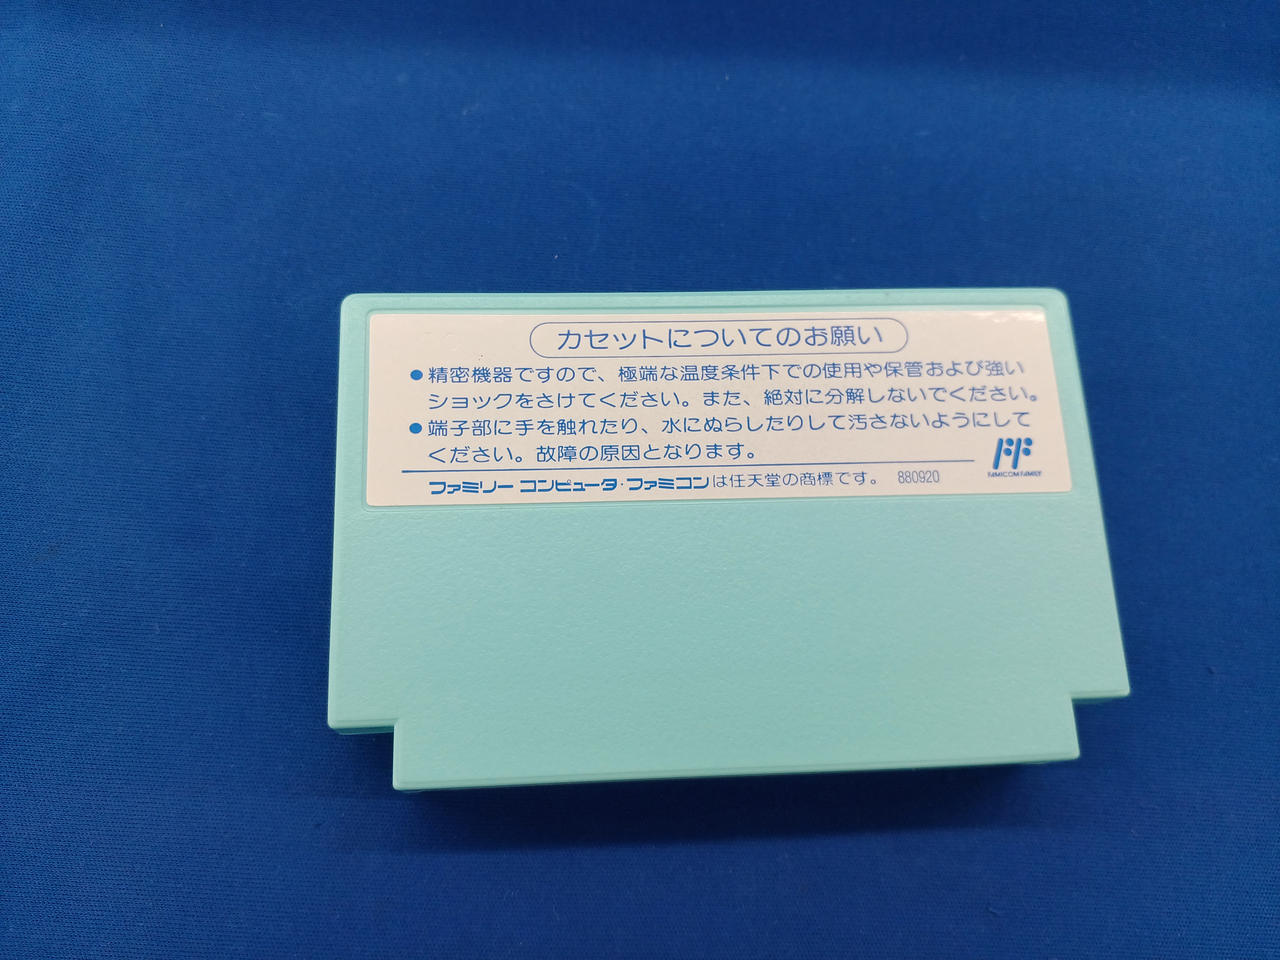 カセットについてのお願い
●精密機器ですので、極端な温度条件下での使用や保管および強い
ショックをさけてください。また、絶対に分解しないでください。
●端子部に手を触れたり、水にぬらしたりして汚さないようにして
ください。故障の原因となります。
FAMICOM FAMILY
ファミリー コンピュータ・ファミコンは任天堂の商標です。 880920